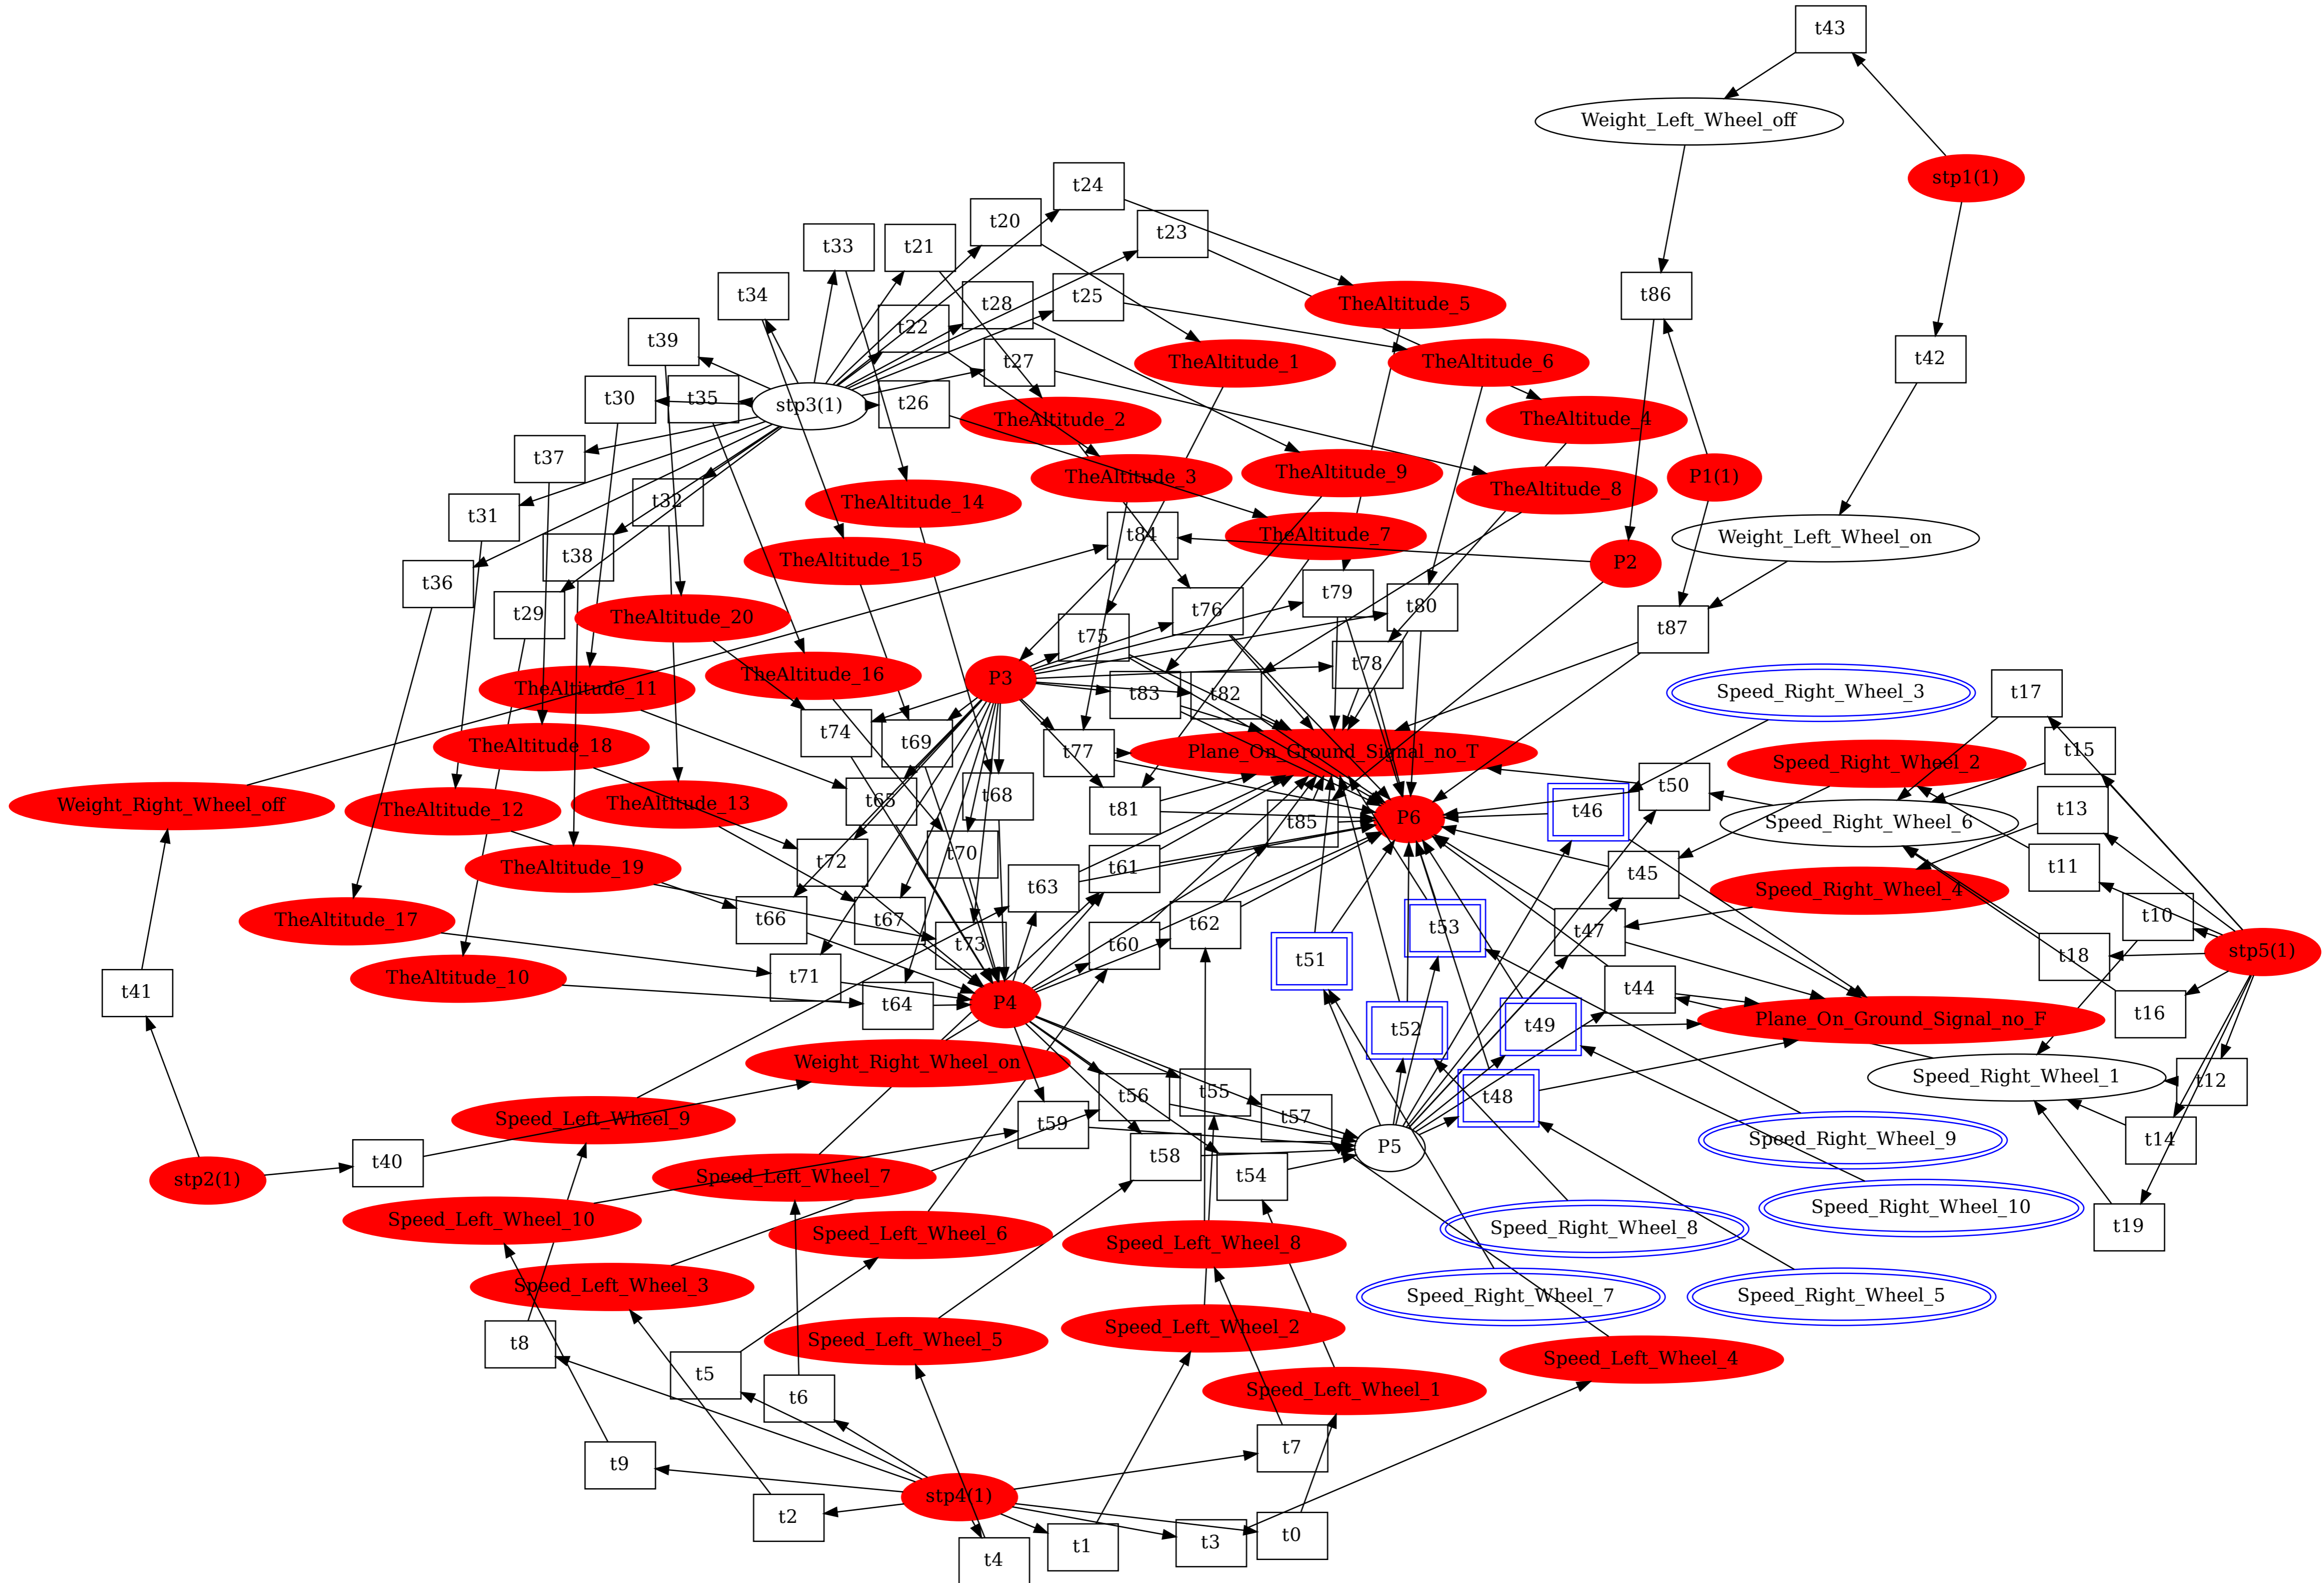 t43
Weight_Left_Wheel_off
stp1(1)
t24
t20
t23
t33
t21
t86
t34
t28
t25
TheAltitude_5
t22
t39
t27
TheAltitude_1
TheAltitude_6
t42
t30
t35
stp3(1)
t26
TheAltitude_2
TheAltitude_4
t37
TheAltitude_3
TheAltitude_9
P1(1)
TheAltitude_8
t32
TheAltitude_14
t31
t84
TheAltitude_7
Weight_Left_Wheel_on
t38
TheAltitude_15
P2
t36
t79
t80
t29
TheAltitude_20
t76
t87
t75
t78
TheAltitude_16
P3
TheAltitude_11
t83
t82
Speed_Right_Wheel_3
t17
t74
t69
TheAltitude_18
t77
Plane_On_Ground_Signal_no_T
t15
Speed_Right_Wheel_2
t50
t68
t65
Weight_Right_Wheel_off
TheAltitude_12
TheAltitude_13
t81
t85
P6
t46
t13
Speed_Right_Wheel_6
t72
t70
t61
t11
TheAltitude_19
t63
t45
Speed_Right_Wheel_4
TheAltitude_17
t66
t67
t73
t60
t62
t53
t47
t10
stp5(1)
t51
t18
t41
TheAltitude_10
t71
t64
P4
t44
t52
t49
Plane_On_Ground_Signal_no_F
t16
Weight_Right_Wheel_on
Speed_Right_Wheel_1
t12
t56
t55
t48
Speed_Left_Wheel_9
t59
t57
P5
Speed_Right_Wheel_9
t14
t40
stp2(1)
t58
Speed_Left_Wheel_7
t54
Speed_Right_Wheel_10
Speed_Left_Wheel_10
Speed_Left_Wheel_6
Speed_Left_Wheel_8
Speed_Right_Wheel_8
t19
Speed_Left_Wheel_3
Speed_Right_Wheel_7
Speed_Right_Wheel_5
Speed_Left_Wheel_2
t8
Speed_Left_Wheel_5
Speed_Left_Wheel_4
t5
t6
Speed_Left_Wheel_1
t7
t9
stp4(1)
t2
t1
t3
t0
t4